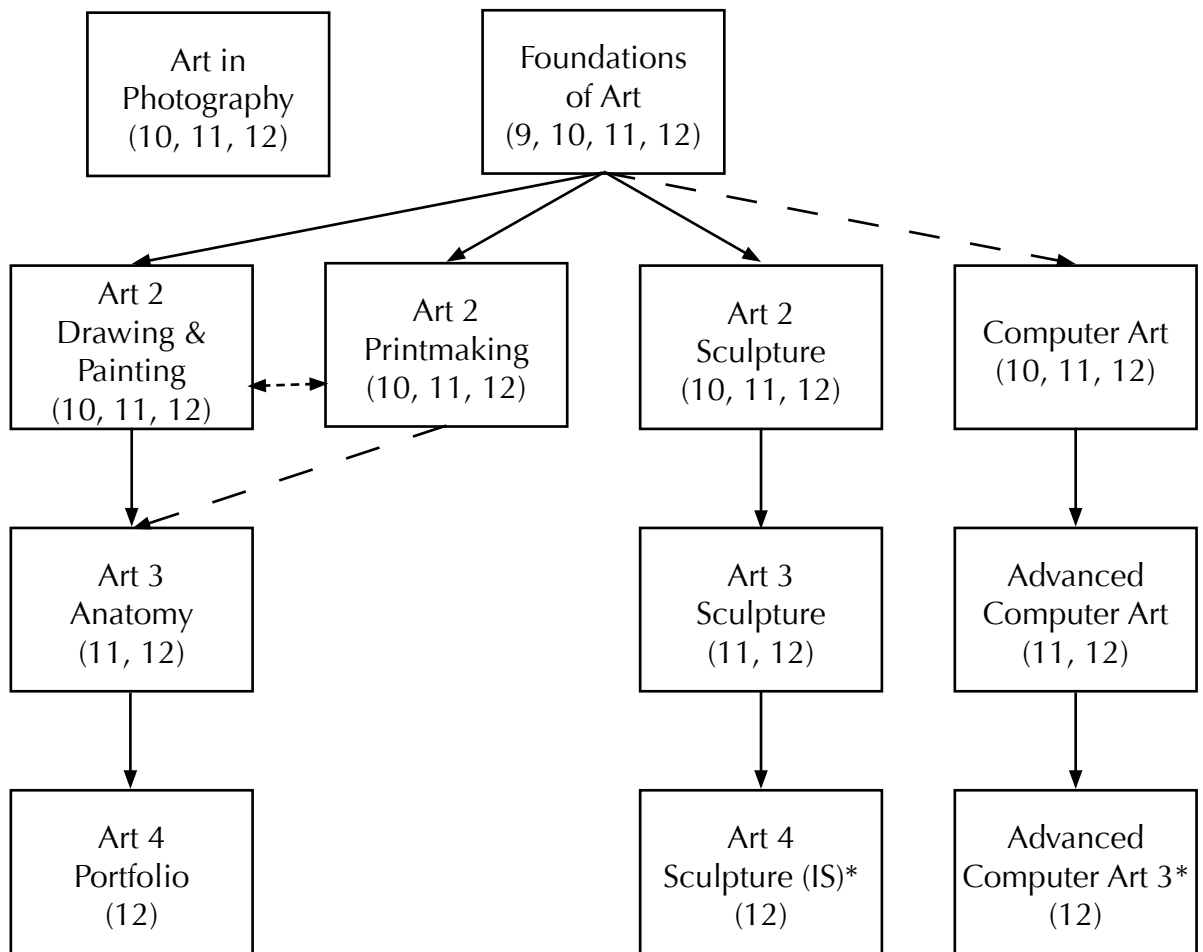 Art in
Photography
(10, 11, 12)
Foundations
of Art
(9, 10, 11, 12)
Art 2
Drawing &
Painting
(10, 11, 12)
Art 2
Printmaking
(10, 11, 12)
Art 2
Sculpture
(10, 11, 12)
Computer Art
(10, 11, 12)
Art 3
Anatomy
(11, 12)
Art 3
Sculpture
(11, 12)
Advanced
Computer Art
(11, 12)
Art 4
Portfolio
(12)
Art 4
Sculpture (IS)*
(12)
Advanced
Computer Art 3*
(12)